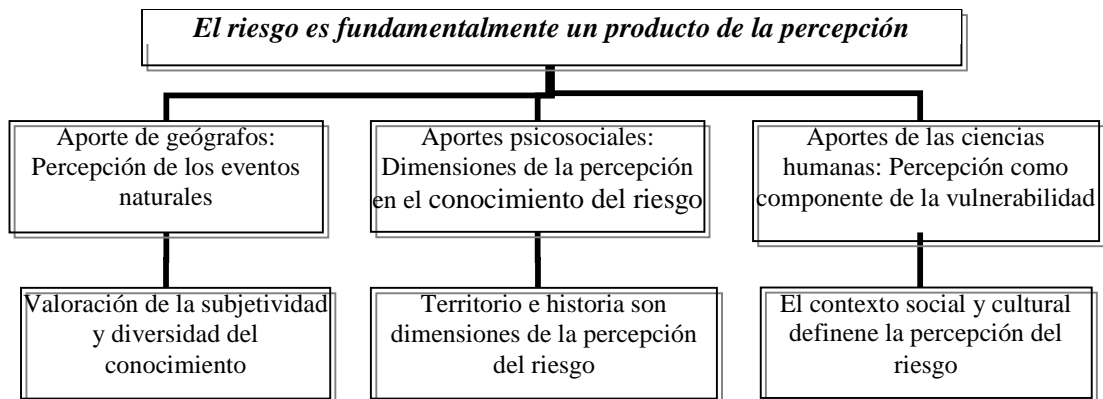 El riesgo es fundamentalmente un producto de la percepción
Aporte de geógrafos:
Percepción de los eventos
naturales
Aportes psicosociales:
Dimensiones de la percepción
en el conocimiento del riesgo
Aportes de las ciencias
humanas: Percepción como
componente de la vulnerabilidad
Valoración de la subjetividad
y diversidad del
conocimiento
Territorio e historia son
dimensiones de la percepción
del riesgo
El contexto social y cultural
definene la percepción del
riesgo